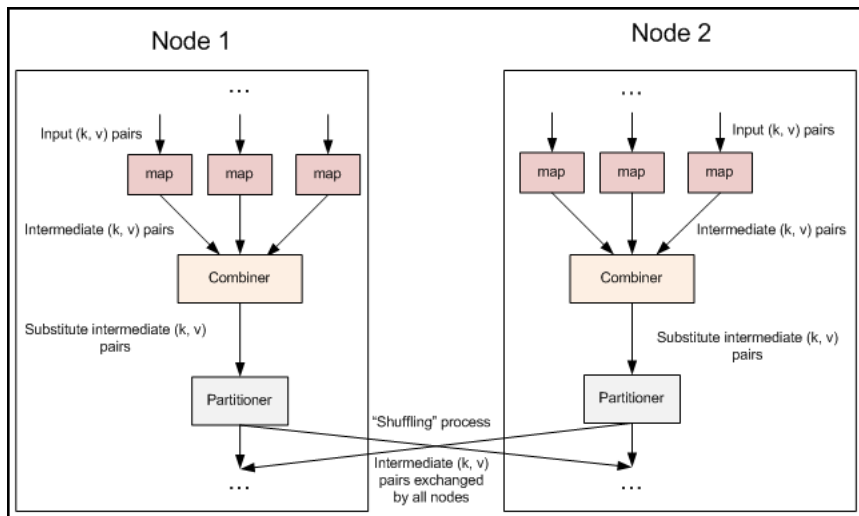 Node 1
Node 2
...
...
Input (k, v) pairs
Input (k, v) pairs
map
map
map
map
map
map
Intermediate (k, v) pairs
Intermediate (k, v) pairs
Combiner
Combiner
Substitute intermediate (k, v)
pairs
Substitute intermediate (k, v)
pairs
Partitioner
Partitioner
“Shuffling” process
Intermediate (k, v)
pairs exchanged
by all nodes
...
...